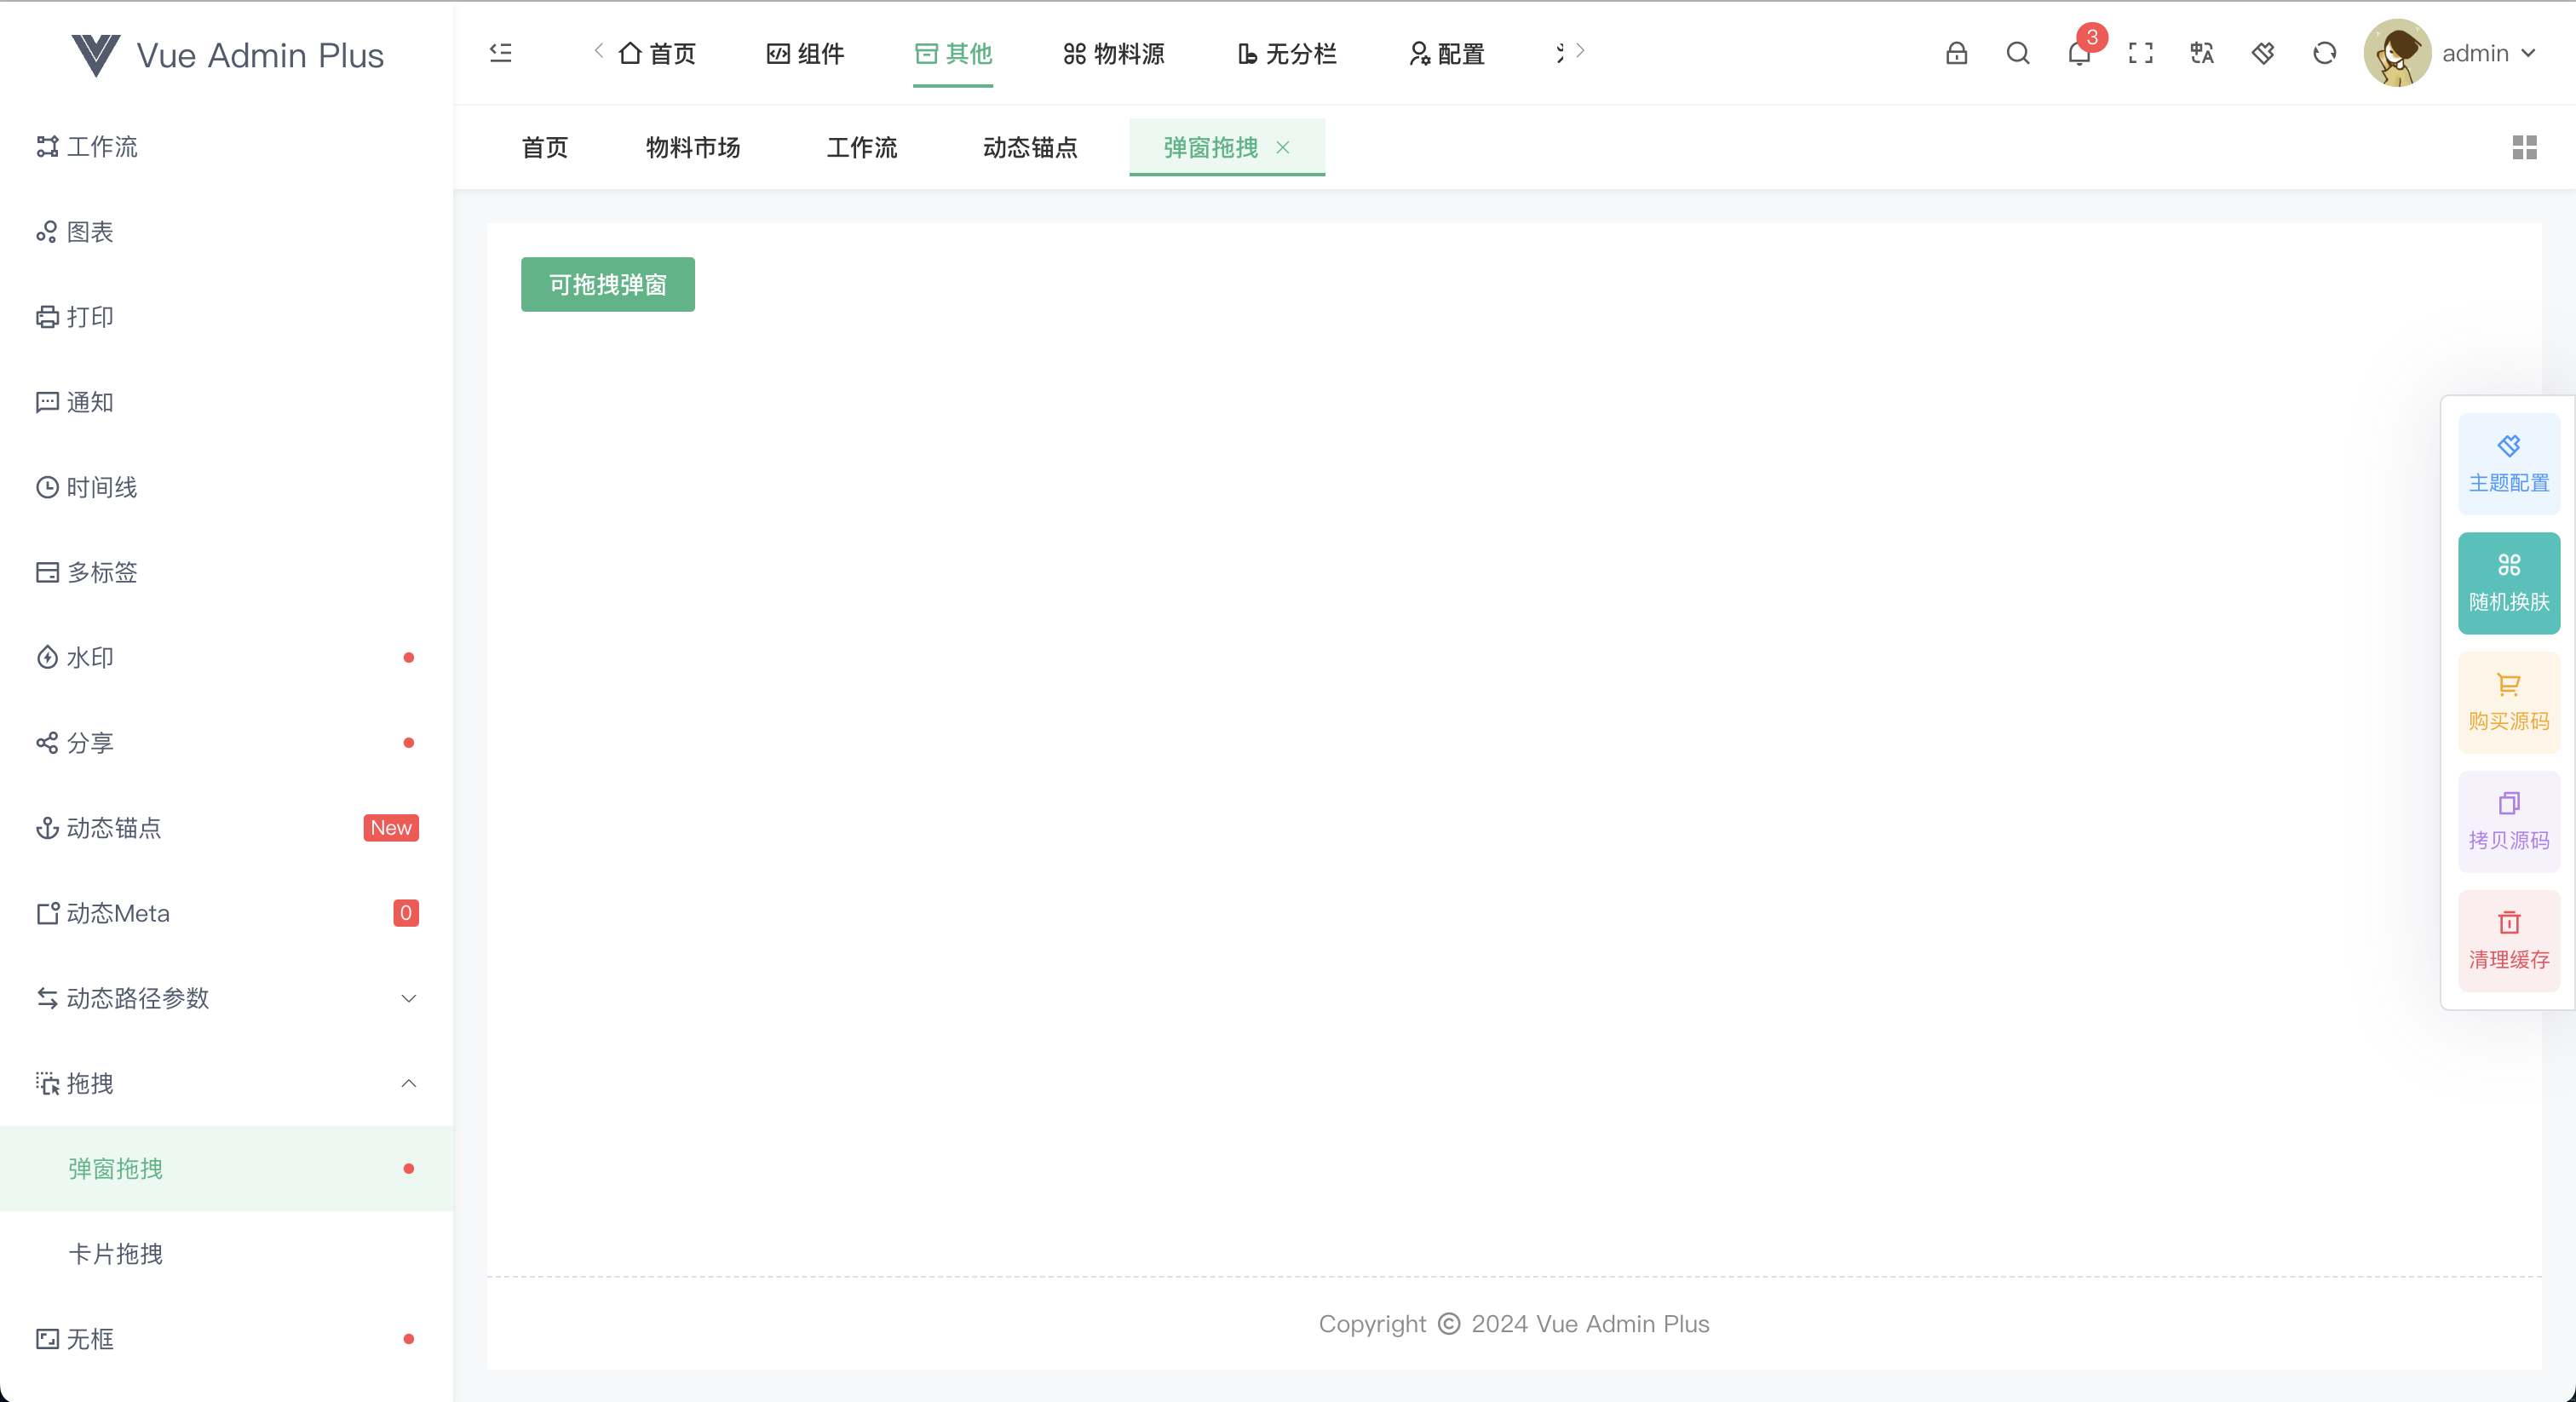 Vue Admin Plus
首页
组件
其他
物料源
无分栏
配置
3
admin
首页
物料市场
工作流
动态锚点
弹窗拖拽
工作流
图表
打印
通知
时间线
多标签
水印
分享
动态锚点 New
动态Meta 0
动态路径参数
拖拽
弹窗拖拽
卡片拖拽
无框
可拖拽弹窗
主题配置
随机换肤
购买源码
拷贝源码
清理缓存
Copyright © 2024 Vue Admin Plus